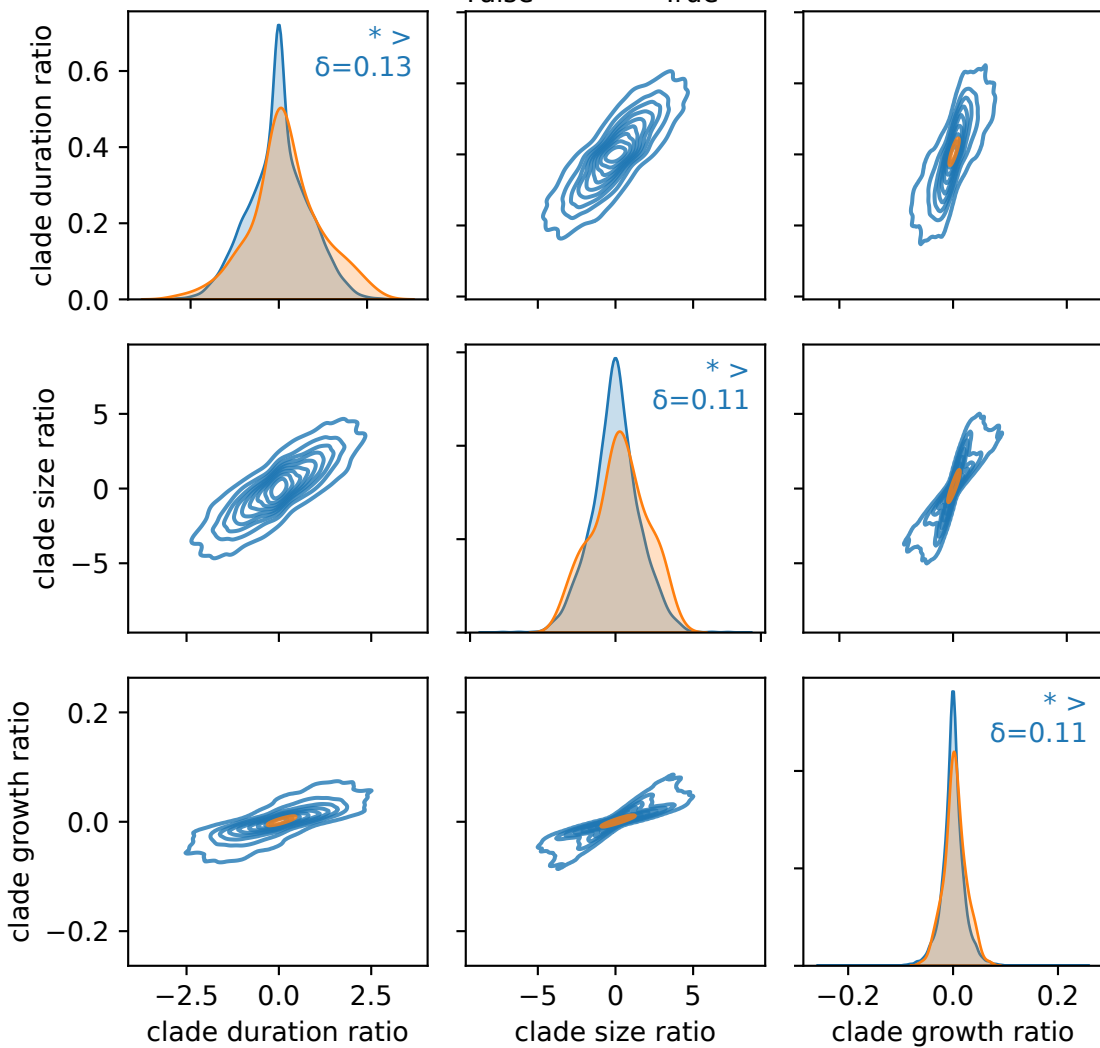 clade duration ratio
0.6
0.4
0.2
0.0
* >
δ=0.13
clade size ratio
5
0
−5
* >
δ=0.11
clade growth ratio
0.2
0.0
−0.2
* >
δ=0.11
−2.5 0.0 2.5
−5 0 5
−0.2 0.0 0.2
clade duration ratio
clade size ratio
clade growth ratio